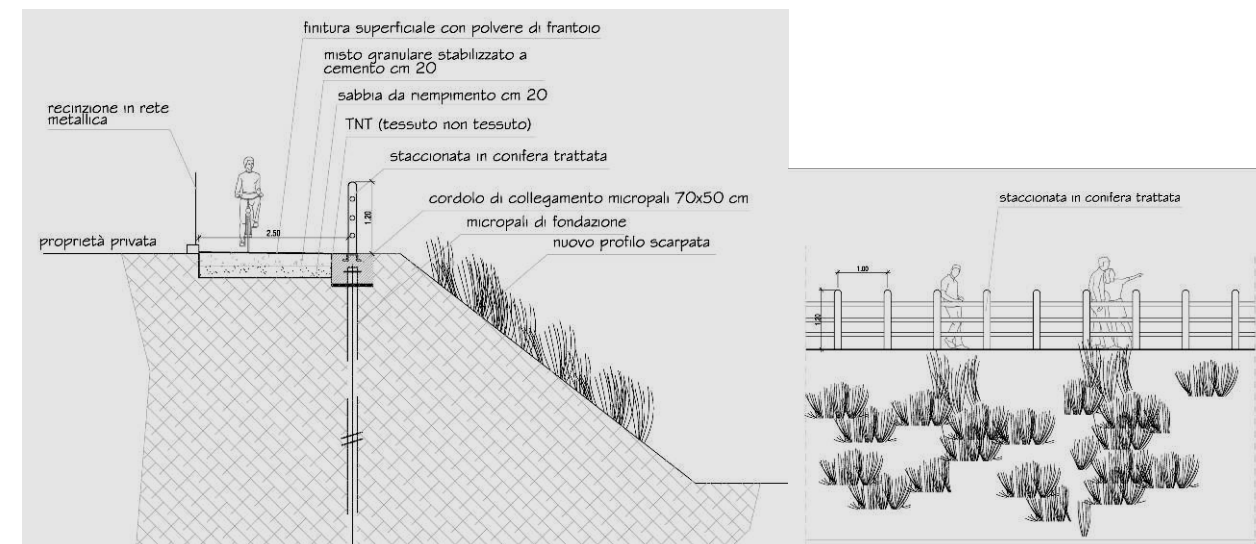 finitura superficiale con polvere di frantoio
misto granulare stabilizzato a
cemento cm 20
sabbia da riempimento cm 20
recinzione in rete
metallica
TNT (tessuto non tessuto)
staccionata in conifera trattata
1.20
cordolo di collegamento micropali 70x50 cm
micropali di fondazione
2.50
proprietà privata
nuovo profilo scarpata
staccionata in conifera trattata
1.00
1.20